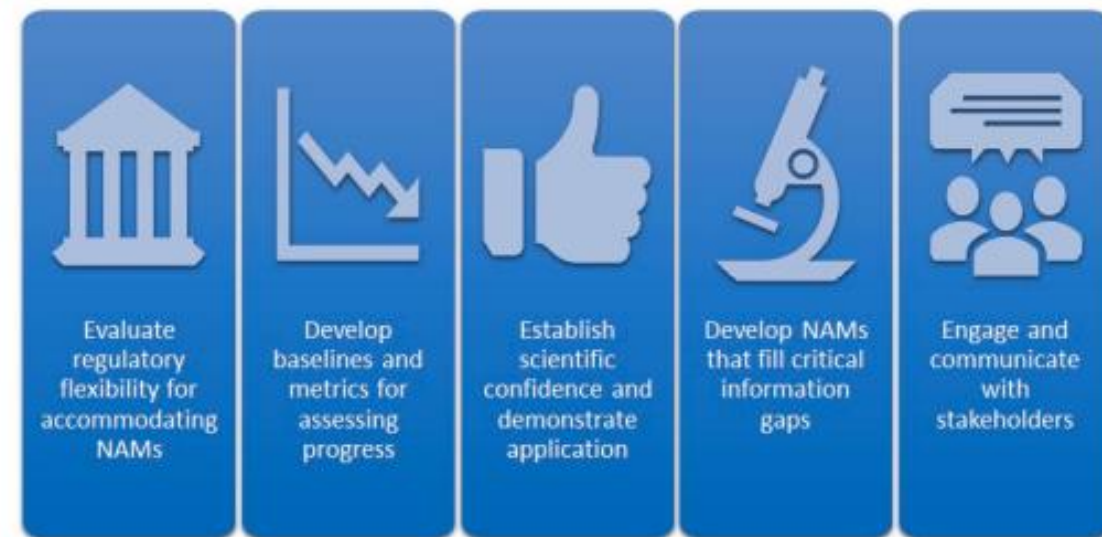 Evaluate
regulatory
flexibility for
accommodating
NAMs
Develop
baselines and
metrics for
assessing
progress
Establish
scientific
confidence and
demonstrate
application
Develop NAMs
that fill critical
information
gaps
Engage and
communicate
with
stakeholders